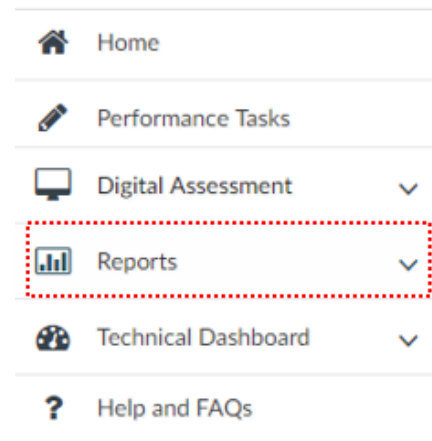 Home
Performance Tasks
Digital Assessment
Reports
Technical Dashboard
? Help and FAQs